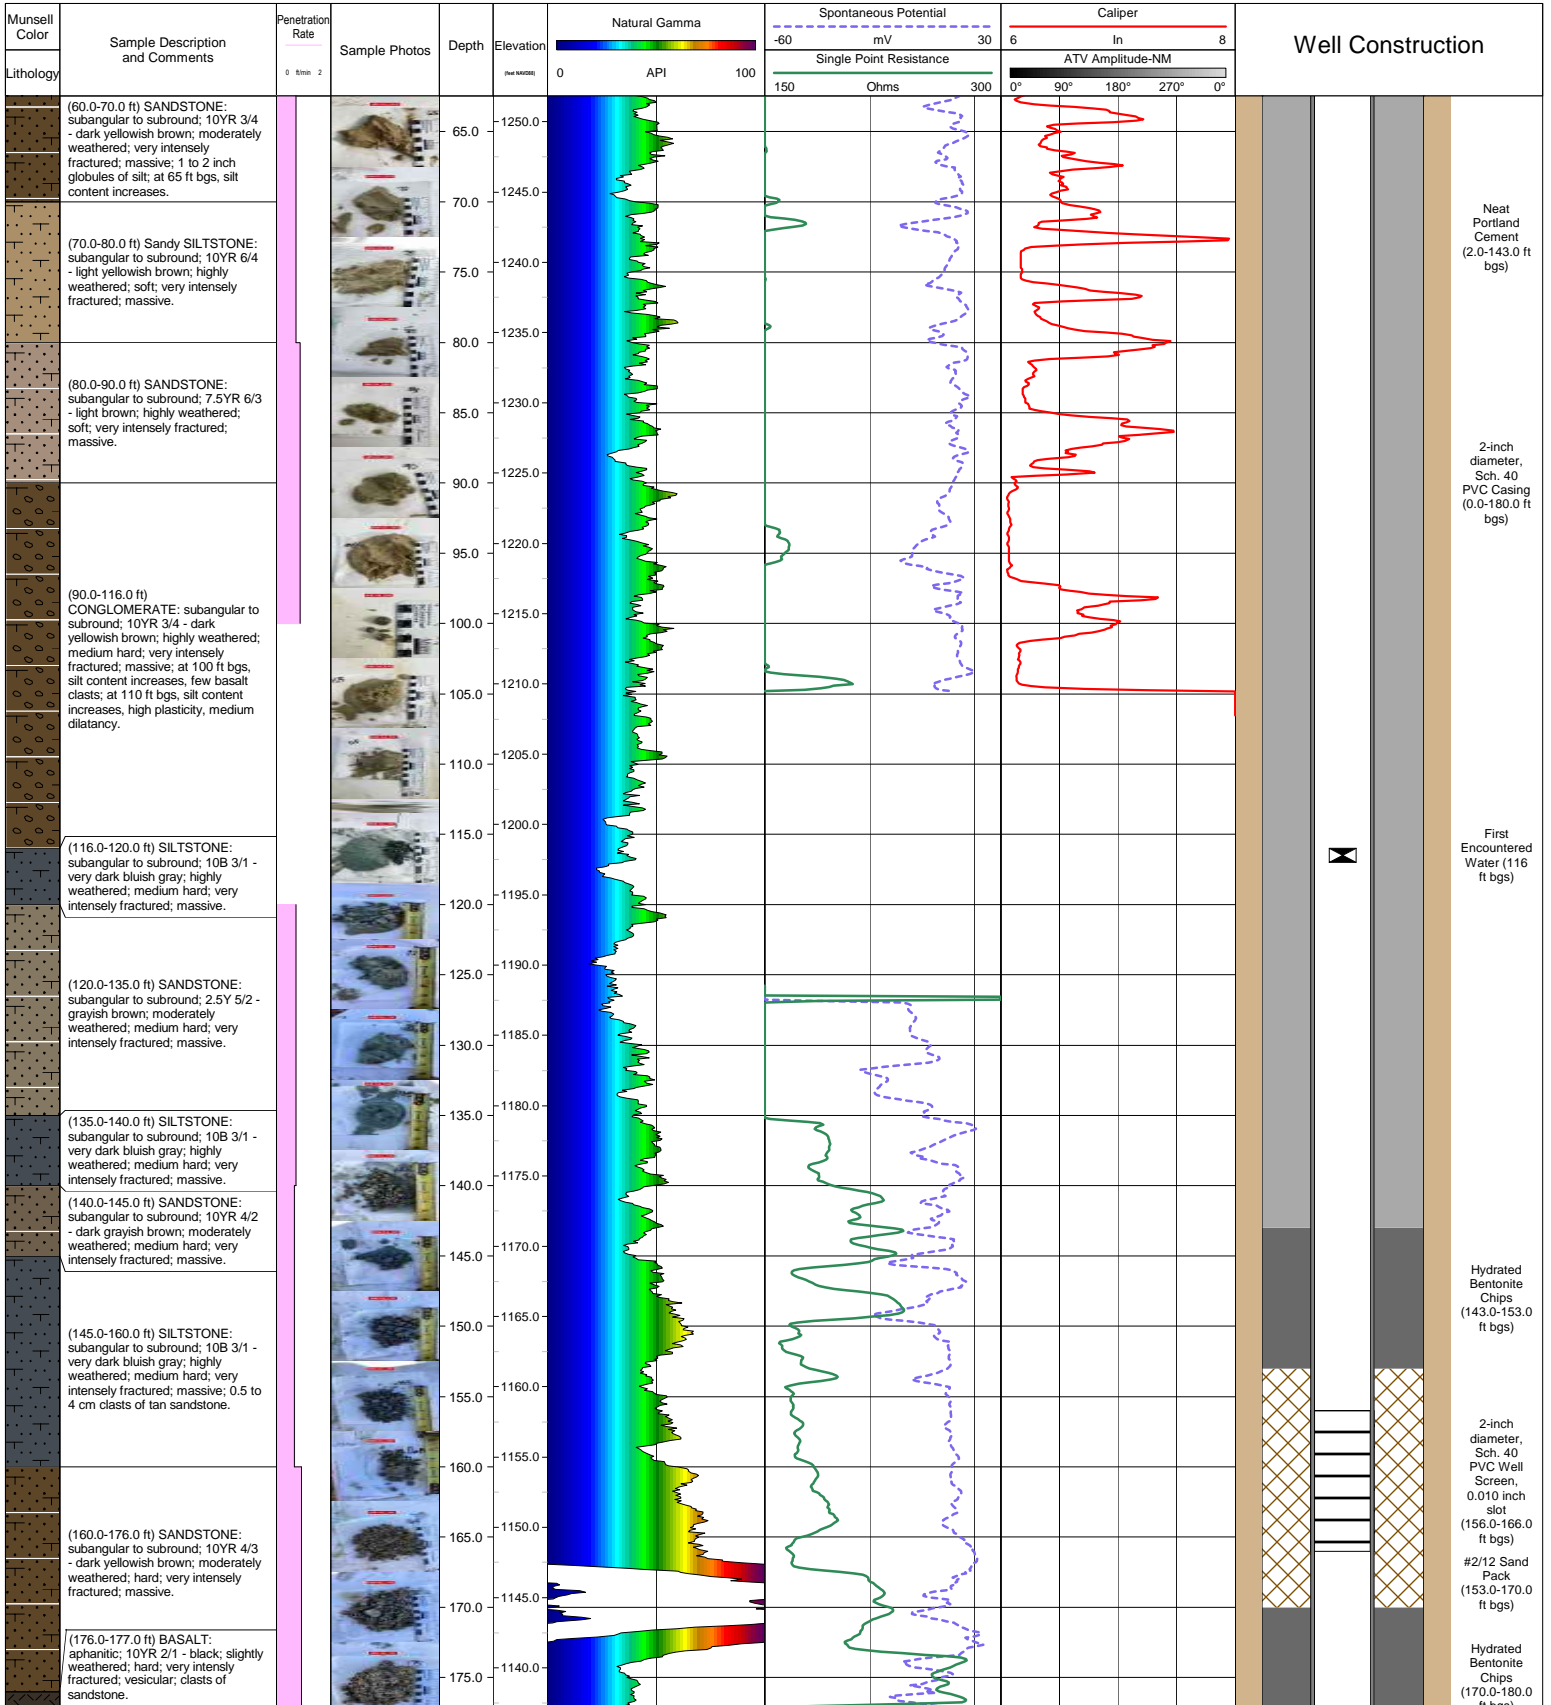 Munsell
Color
Lithology
Sample Description
and Comments
Penetration
Rate
0 ft/min 2
Sample Photos
Depth
Elevation
(feet NAVD88)
Natural Gamma
0 API 100
Spontaneous Potential
-60 mV 30
Single Point Resistance
150 Ohms 300
Caliper
6 In 8
ATV Amplitude-NM
0° 90° 180° 270° 0°
Well Construction
(60.0-70.0 ft) SANDSTONE:
subangular to subround; 10YR 3/4
- dark yellowish brown; moderately
weathered; very intensely
fractured; massive; 1 to 2 inch
globules of silt; at 65 ft bgs, silt
content increases.
(70.0-80.0 ft) Sandy SILTSTONE:
subangular to subround; 10YR 6/4
- light yellowish brown; highly
weathered; soft; very intensely
fractured; massive.
(80.0-90.0 ft) SANDSTONE:
subangular to subround; 7.5YR 6/3
- light brown; highly weathered;
soft; very intensely fractured;
massive.
(90.0-116.0 ft)
CONGLOMERATE: subangular to
subround; 10YR 3/4 - dark
yellowish brown; highly weathered;
medium hard; very intensely
fractured; massive; at 100 ft bgs,
silt content increases, few basalt
clasts; at 110 ft bgs, silt content
increases, high plasticity, medium
dilatancy.
(116.0-120.0 ft) SILTSTONE:
subangular to subround; 10B 3/1 -
very dark bluish gray; highly
weathered; medium hard; very
intensely fractured; massive.
(120.0-135.0 ft) SANDSTONE:
subangular to subround; 2.5Y 5/2 -
grayish brown; moderately
weathered; medium hard; very
intensely fractured; massive.
(135.0-140.0 ft) SILTSTONE:
subangular to subround; 10B 3/1 -
very dark bluish gray; highly
weathered; medium hard; very
intensely fractured; massive.
(140.0-145.0 ft) SANDSTONE:
subangular to subround; 10YR 4/2
- dark grayish brown; moderately
weathered; medium hard; very
intensely fractured; massive.
(145.0-160.0 ft) SILTSTONE:
subangular to subround; 10B 3/1 -
very dark bluish gray; highly
weathered; medium hard; very
intensely fractured; massive; 0.5 to
4 cm clasts of tan sandstone.
(160.0-176.0 ft) SANDSTONE:
subangular to subround; 10YR 4/3
- dark yellowish brown; moderately
weathered; hard; very intensely
fractured; massive.
(176.0-177.0 ft) BASALT:
aphanitic; 10YR 2/1 - black; slightly
weathered; hard; very intensly
fractured; vesicular; clasts of
sandstone.
65.0
70.0
75.0
80.0
85.0
90.0
95.0
100.0
105.0
110.0
115.0
120.0
125.0
130.0
135.0
140.0
145.0
150.0
155.0
160.0
165.0
170.0
175.0
1250.0
1245.0
1240.0
1235.0
1230.0
1225.0
1220.0
1215.0
1210.0
1205.0
1200.0
1195.0
1190.0
1185.0
1180.0
1175.0
1170.0
1165.0
1160.0
1155.0
1150.0
1145.0
1140.0
Neat
Portland
Cement
(2.0-143.0 ft
bgs)
2-inch
diameter,
Sch. 40
PVC Casing
(0.0-180.0 ft
bgs)
First
Encountered
Water (116
ft bgs)
Hydrated
Bentonite
Chips
(143.0-153.0
ft bgs)
2-inch
diameter,
Sch. 40
PVC Well
Screen,
0.010 inch
slot
(156.0-166.0
ft bgs)
#2/12 Sand
Pack
(153.0-170.0
ft bgs)
Hydrated
Bentonite
Chips
(170.0-180.0
ft bgs)